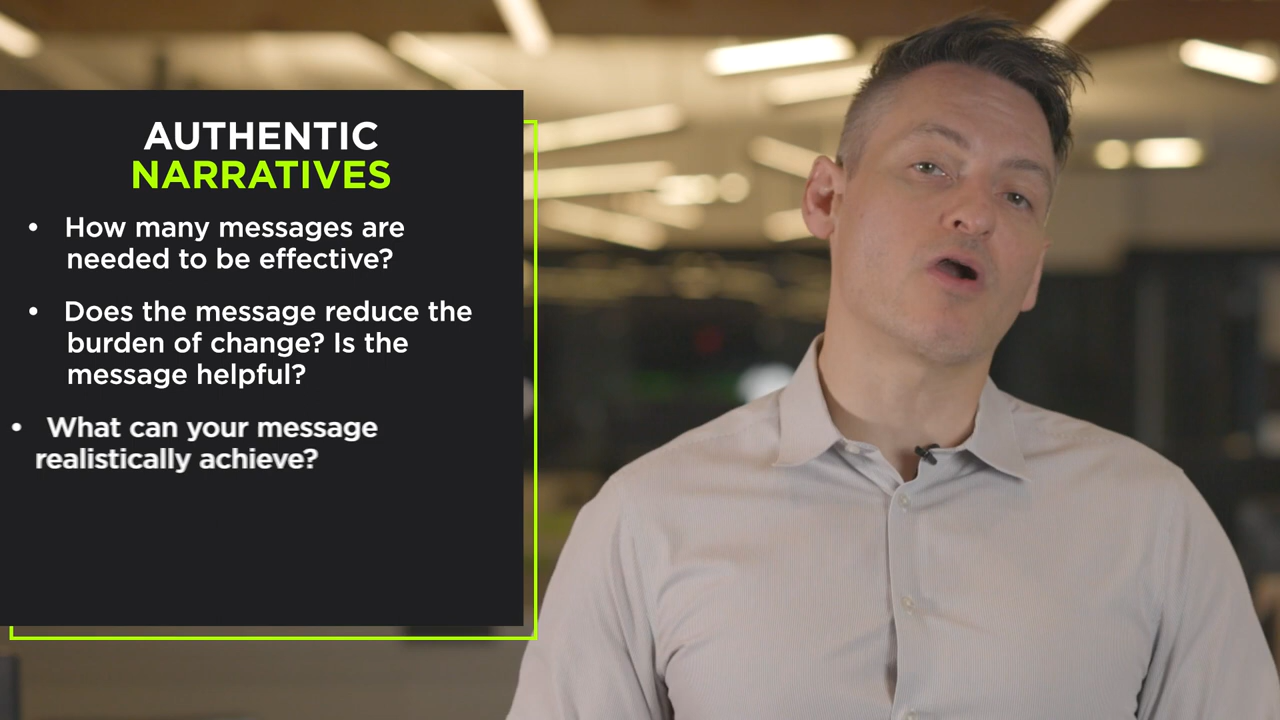 AUTHENTIC
NARRATIVES
• How many messages are
needed to be effective?
• Does the message reduce the
burden of change? Is the
message helpful?
• What can your message
realistically achieve?